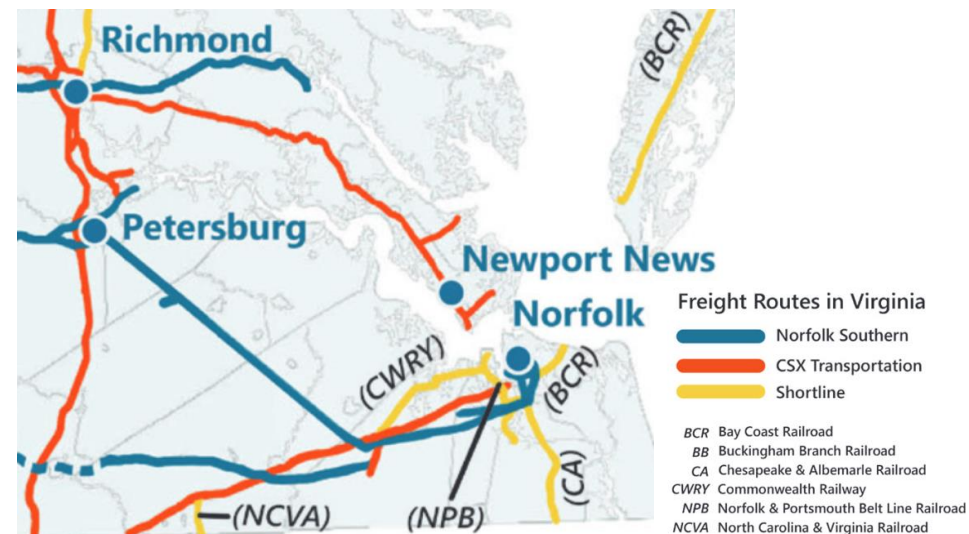 Richmond
(BCR)
Petersburg
Newport News
Norfolk
(CWRY)
(BCR)
(CA)
(NCVA)
(NPB)
Freight Routes in Virginia
Norfolk Southern
CSX Transportation
Shortline
BCR Bay Coast Railroad
BB Buckingham Branch Railroad
CA Chesapeake & Albemarle Railroad
CWRY Commonwealth Railway
NPB Norfolk & Portsmouth Belt Line Railroad
NCVA North Carolina & Virginia Railroad